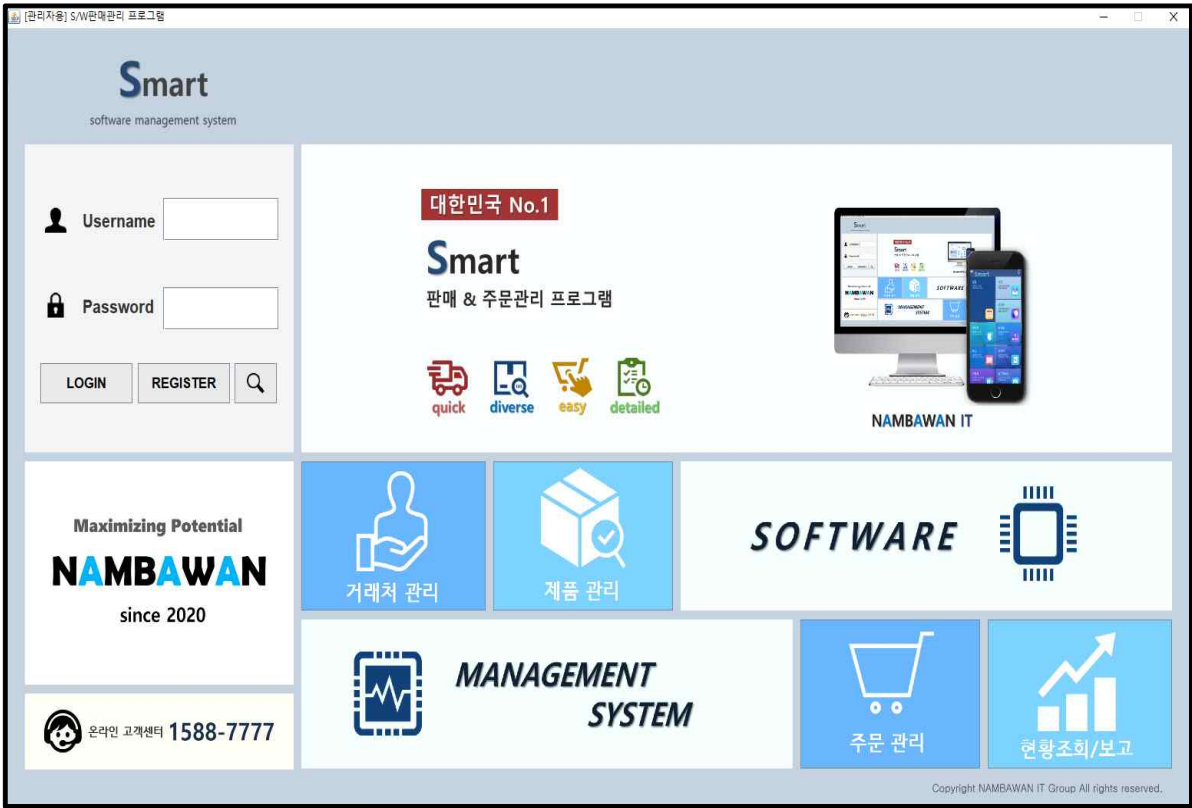 [관리자용] S/W판매관리 프로그램
Smart
software management system
Username
Password
LOGIN
REGISTER
대한민국 No.1
Smart
판매 & 주문관리 프로그램
quick
diverse
easy
detailed
NAMBAWAN IT
Maximizing Potential
NAMBAWAN
since 2020
거래처 관리
제품 관리
SOFTWARE
MANAGEMENT
SYSTEM
주문 관리
현황조회/보고
온라인 고객센터 1588-7777
Copyright NAMBAWAN IT Group All rights reserved.